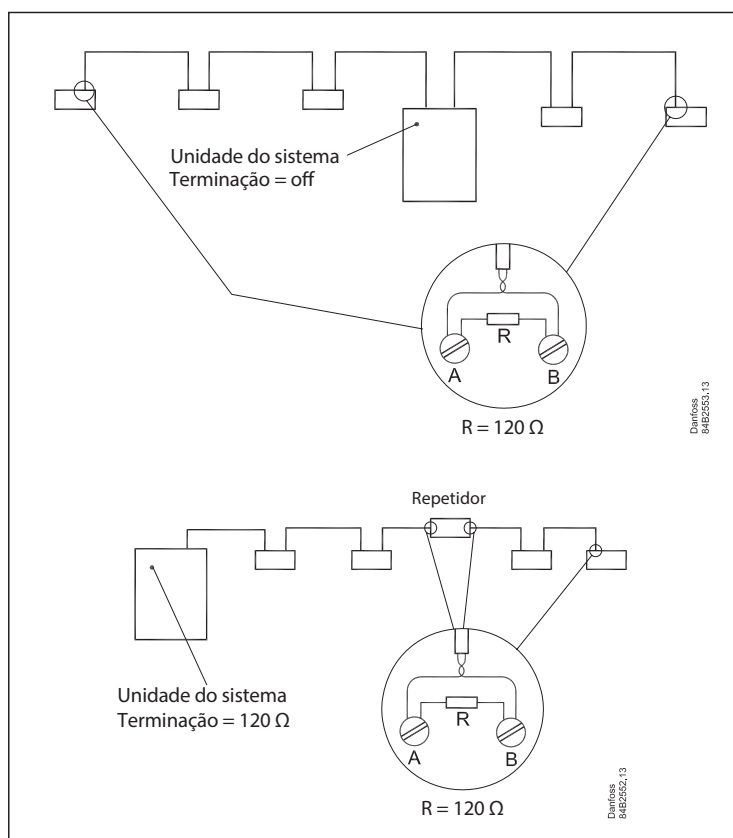 Unidade do sistema
Terminação = off
R
A
B
R = 120 Ω
Danfoss
84B2553.13
Repetidor
Unidade do sistema
Terminação = 120 Ω
R
A
B
R = 120 Ω
Danfoss
84B2552.13